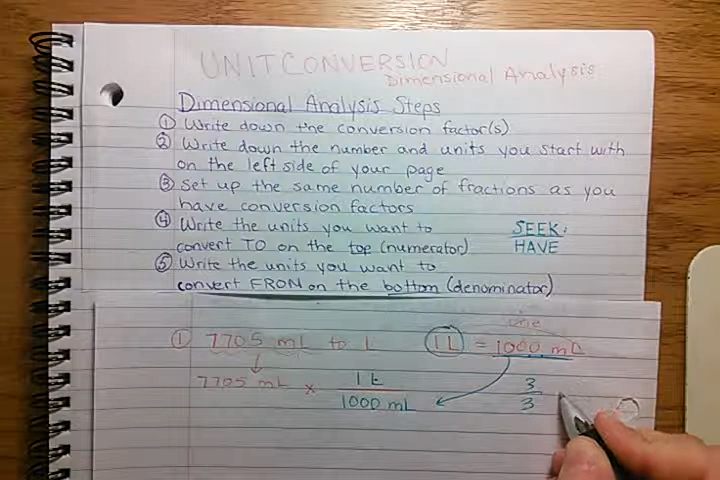 UNIT CONVERSION
Dimensional Analysis
Dimensional Analysis Steps
① Write down the conversion factor(s)
② Write down the number and units you start with
on the left side of your page
③ Set up the same number of fractions as you
have conversion factors
④ Write the units you want to
convert TO on the top (numerator)
SEEK:
HAVE
⑤ Write the units you want to
convert FROM on the bottom (denominator)
one
① 7705 mL to L
1 L = 1000 mL
7705 mL x 1 L
1000 mL
3
3